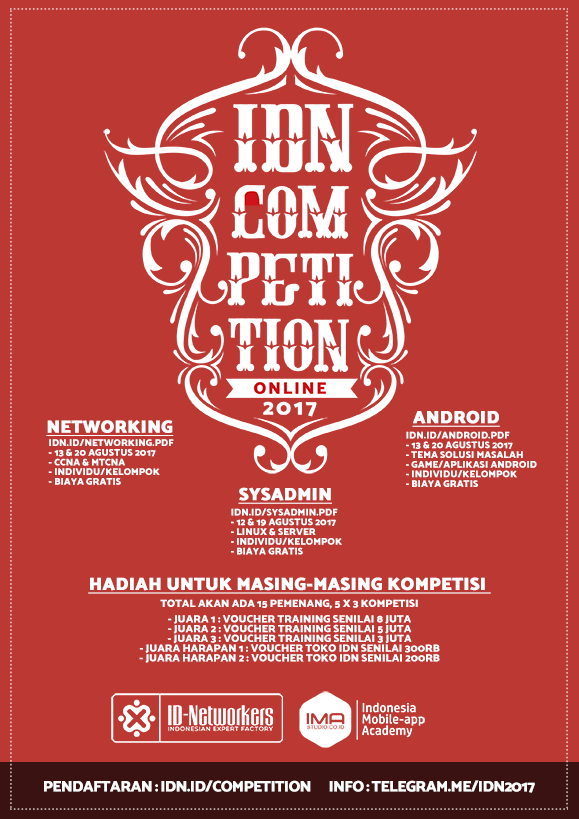 IDN
COM
PETI
TION
ONLINE
2017
NETWORKING
IDN.ID/NETWORKING.PDF
- 13 & 20 AGUSTUS 2017
- CCNA & MTCNA
- INDIVIDU/KELOMPOK
- BIAYA GRATIS
ANDROID
IDN.ID/ANDROID.PDF
- 13 & 20 AGUSTUS 2017
- TEMA SOLUSI MASALAH
- GAME/APLIKASI ANDROID
- INDIVIDU/KELOMPOK
- BIAYA GRATIS
SYSADMIN
IDN.ID/SYSADMIN.PDF
- 12 & 19 AGUSTUS 2017
- LINUX & SERVER
- INDIVIDU/KELOMPOK
- BIAYA GRATIS
HADIAH UNTUK MASING-MASING KOMPETISI
TOTAL AKAN ADA 15 PEMENANG, 5 X 3 KOMPETISI
- JUARA 1 : VOUCHER TRAINING SENILAI 8 JUTA
- JUARA 2 : VOUCHER TRAINING SENILAI 5 JUTA
- JUARA 3 : VOUCHER TRAINING SENILAI 3 JUTA
- JUARA HARAPAN 1 : VOUCHER TOKO IDN SENILAI 300RB
- JUARA HARAPAN 2 : VOUCHER TOKO IDN SENILAI 200RB
ID-Networkers
INDONESIAN EXPERT FACTORY
IMA
STUDIO.CO.ID
Indonesia
Mobile-app
Academy
PENDAFTARAN : IDN.ID/COMPETITION INFO : TELEGRAM.ME/IDN2017